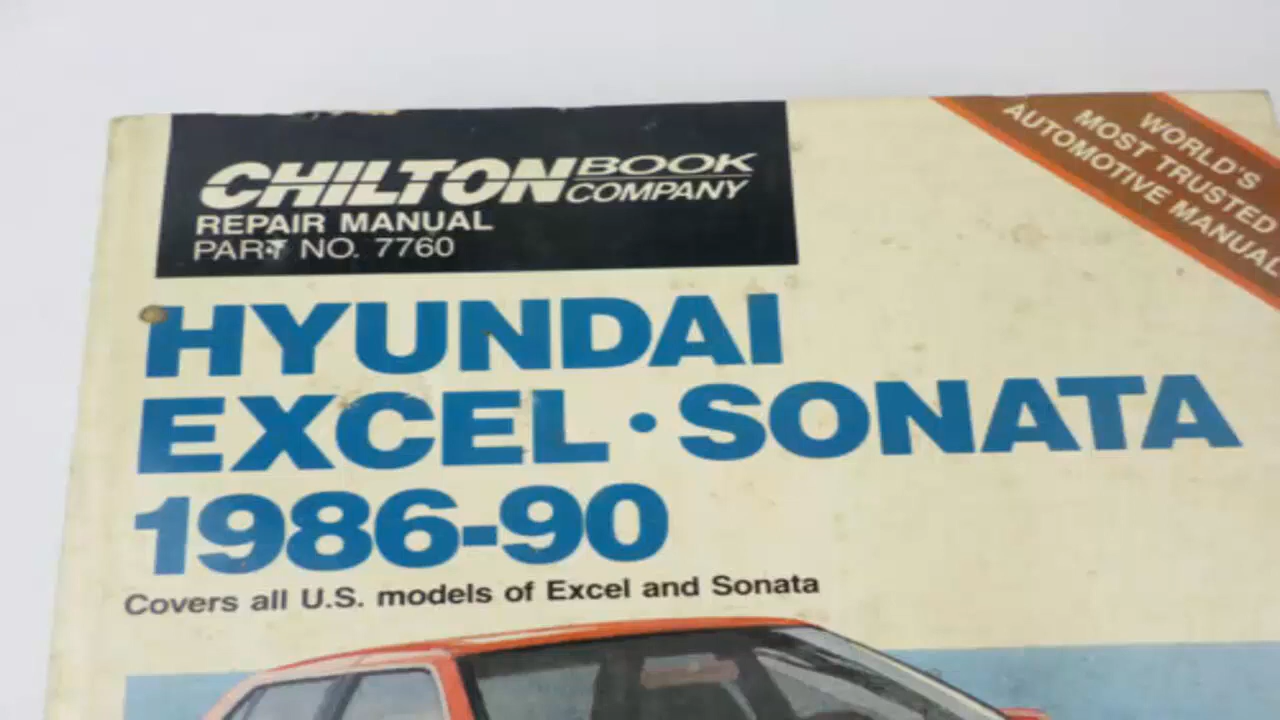 CHILTON BOOK COMPANY
REPAIR MANUAL
PART NO. 7760
WORLD'S
MOST TRUSTED
AUTOMOTIVE MANUAL
HYUNDAI
EXCEL • SONATA
1986-90
Covers all U.S. models of Excel and Sonata